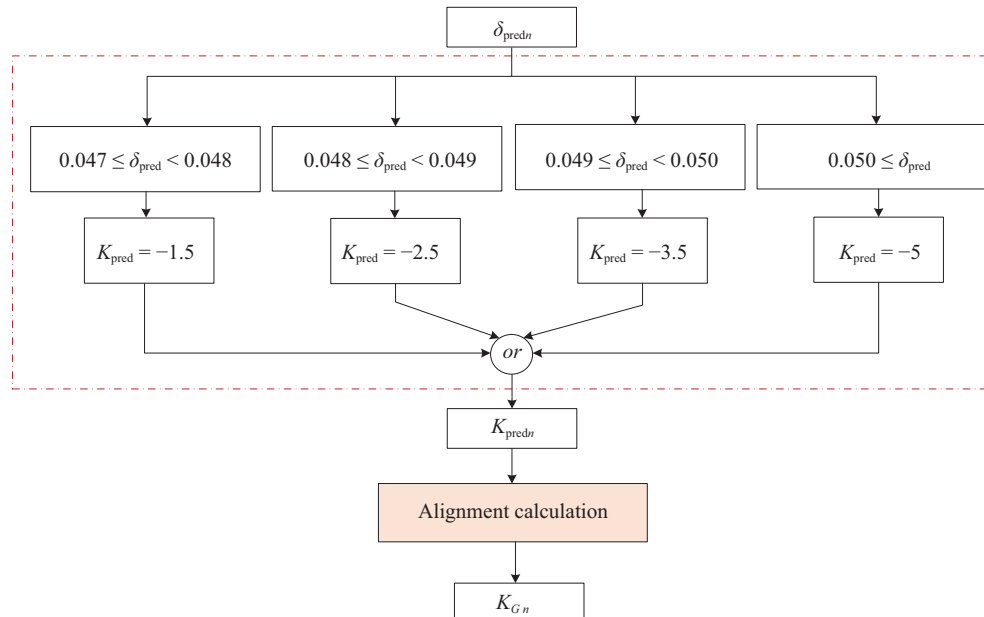 δpredn
0.047 ≤ δpred < 0.048
0.048 ≤ δpred < 0.049
0.049 ≤ δpred < 0.050
0.050 ≤ δpred
Kpred = −1.5
Kpred = −2.5
Kpred = −3.5
Kpred = −5
or
Kpredn
Alignment calculation
KG n